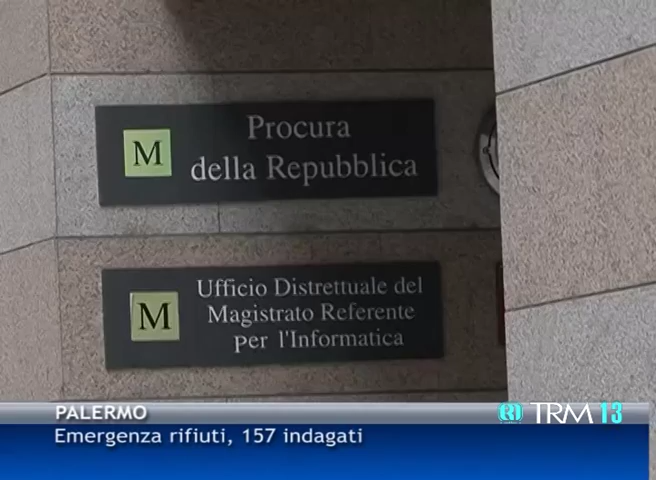 M
Procura
della Repubblica
M
Ufficio Distrettuale del
Magistrato Referente
per l'Informatica
PALERMO
TRM 13
Emergenza rifiuti, 157 indagati